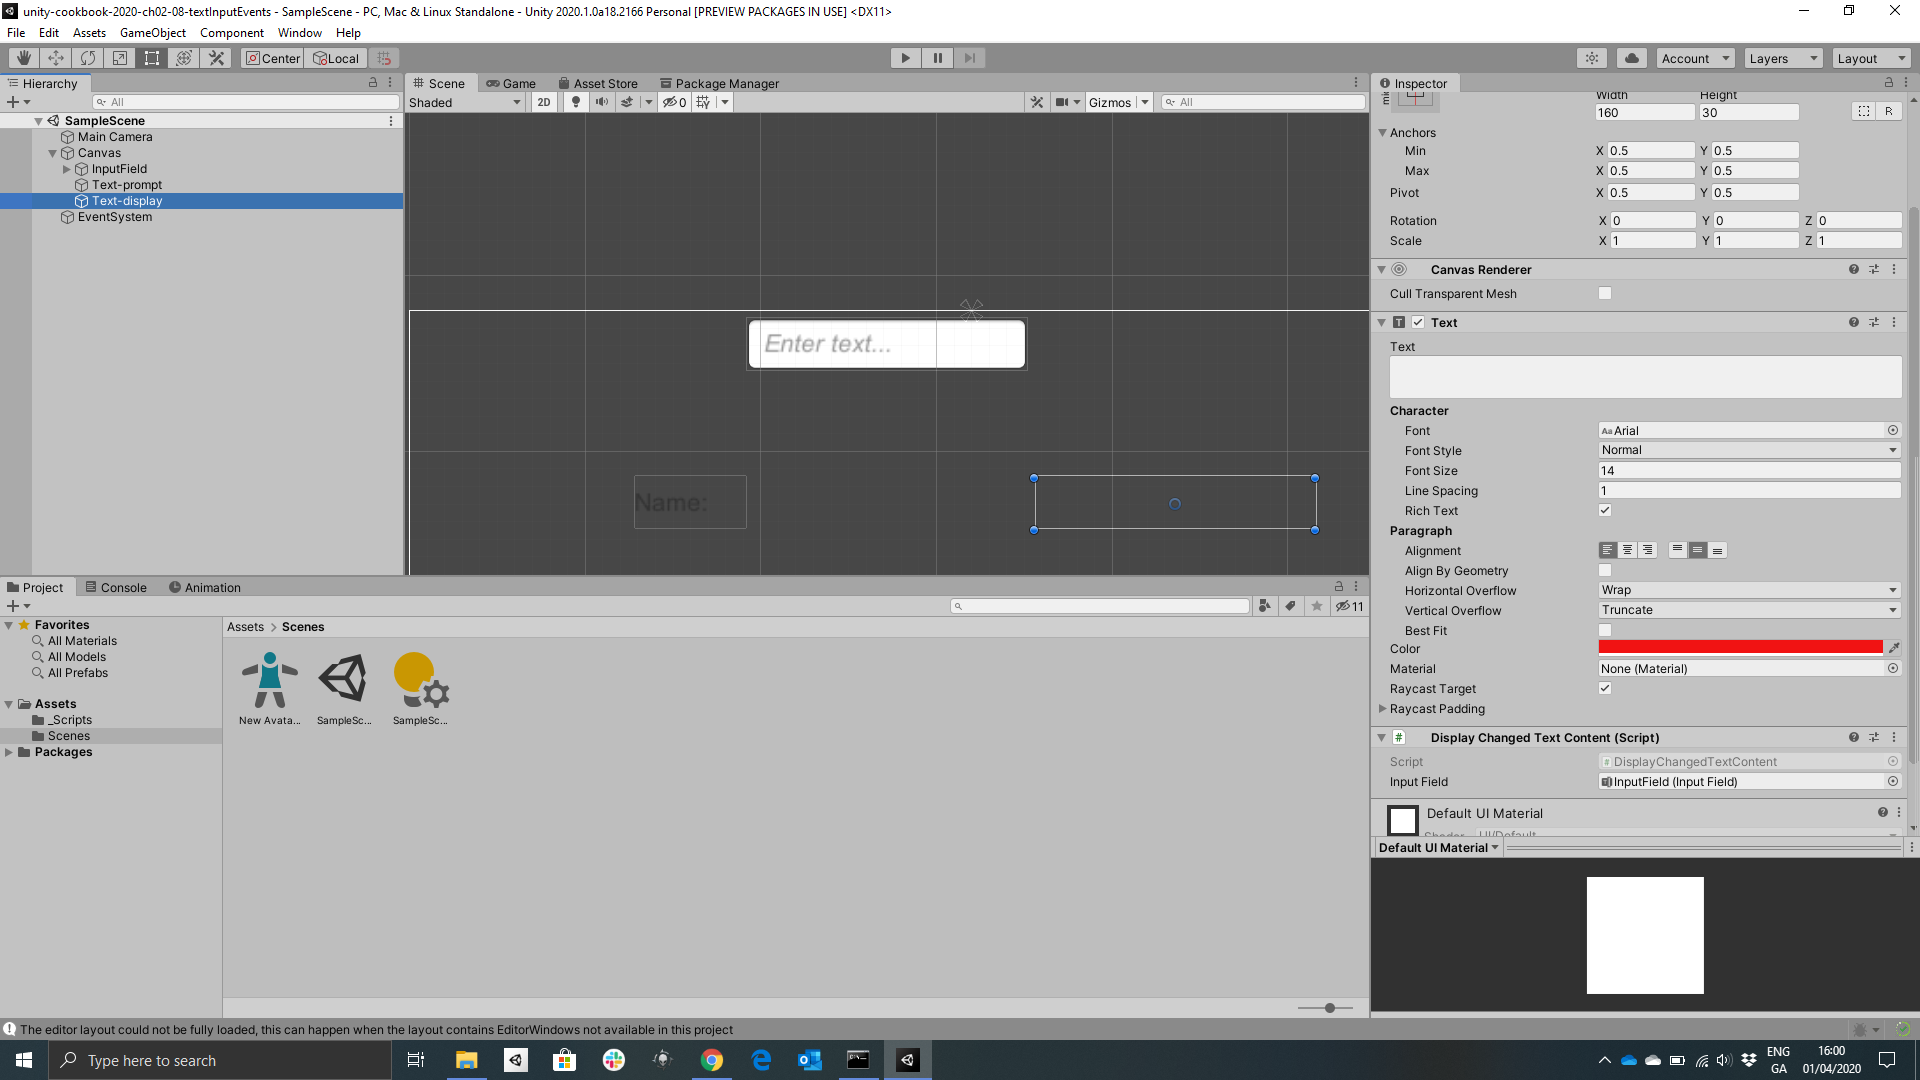 unity-cookbook-2020-ch02-08-textInputEvents - SampleScene - PC, Mac & Linux Standalone - Unity 2020.1.0a18.2166 Personal [PREVIEW PACKAGES IN USE] <DX11>
File Edit Assets GameObject Component Window Help
Center Local Account Layers Layout
Hierarchy
All
SampleScene
Main Camera
Canvas
InputField
Text-prompt
Text-display
EventSystem
Scene Game Asset Store Package Manager
Shaded 2D 0 Gizmos All
Enter text...
Name:
Inspector
Width Height
160 30 R
Anchors
Min X 0.5 Y 0.5
Max X 0.5 Y 0.5
Pivot X 0.5 Y 0.5
Rotation X 0 Y 0 Z 0
Scale X 1 Y 1 Z 1
Canvas Renderer
Cull Transparent Mesh
Text
Text
Character
Font Arial
Font Style Normal
Font Size 14
Line Spacing 1
Rich Text
Paragraph
Alignment
Align By Geometry
Horizontal Overflow Wrap
Vertical Overflow Truncate
Best Fit
Color
Material None (Material)
Raycast Target
Raycast Padding
Display Changed Text Content (Script)
Script DisplayChangedTextContent
Input Field InputField (Input Field)
Default UI Material
Shader UI/Default
Default UI Material
Project Console Animation
11
Favorites
All Materials
All Models
All Prefabs
Assets
_Scripts
Scenes
Packages
Assets > Scenes
New Avata... SampleSc... SampleSc...
The editor layout could not be fully loaded, this can happen when the layout contains EditorWindows not available in this project
Type here to search
ENG
GA
16:00
01/04/2020